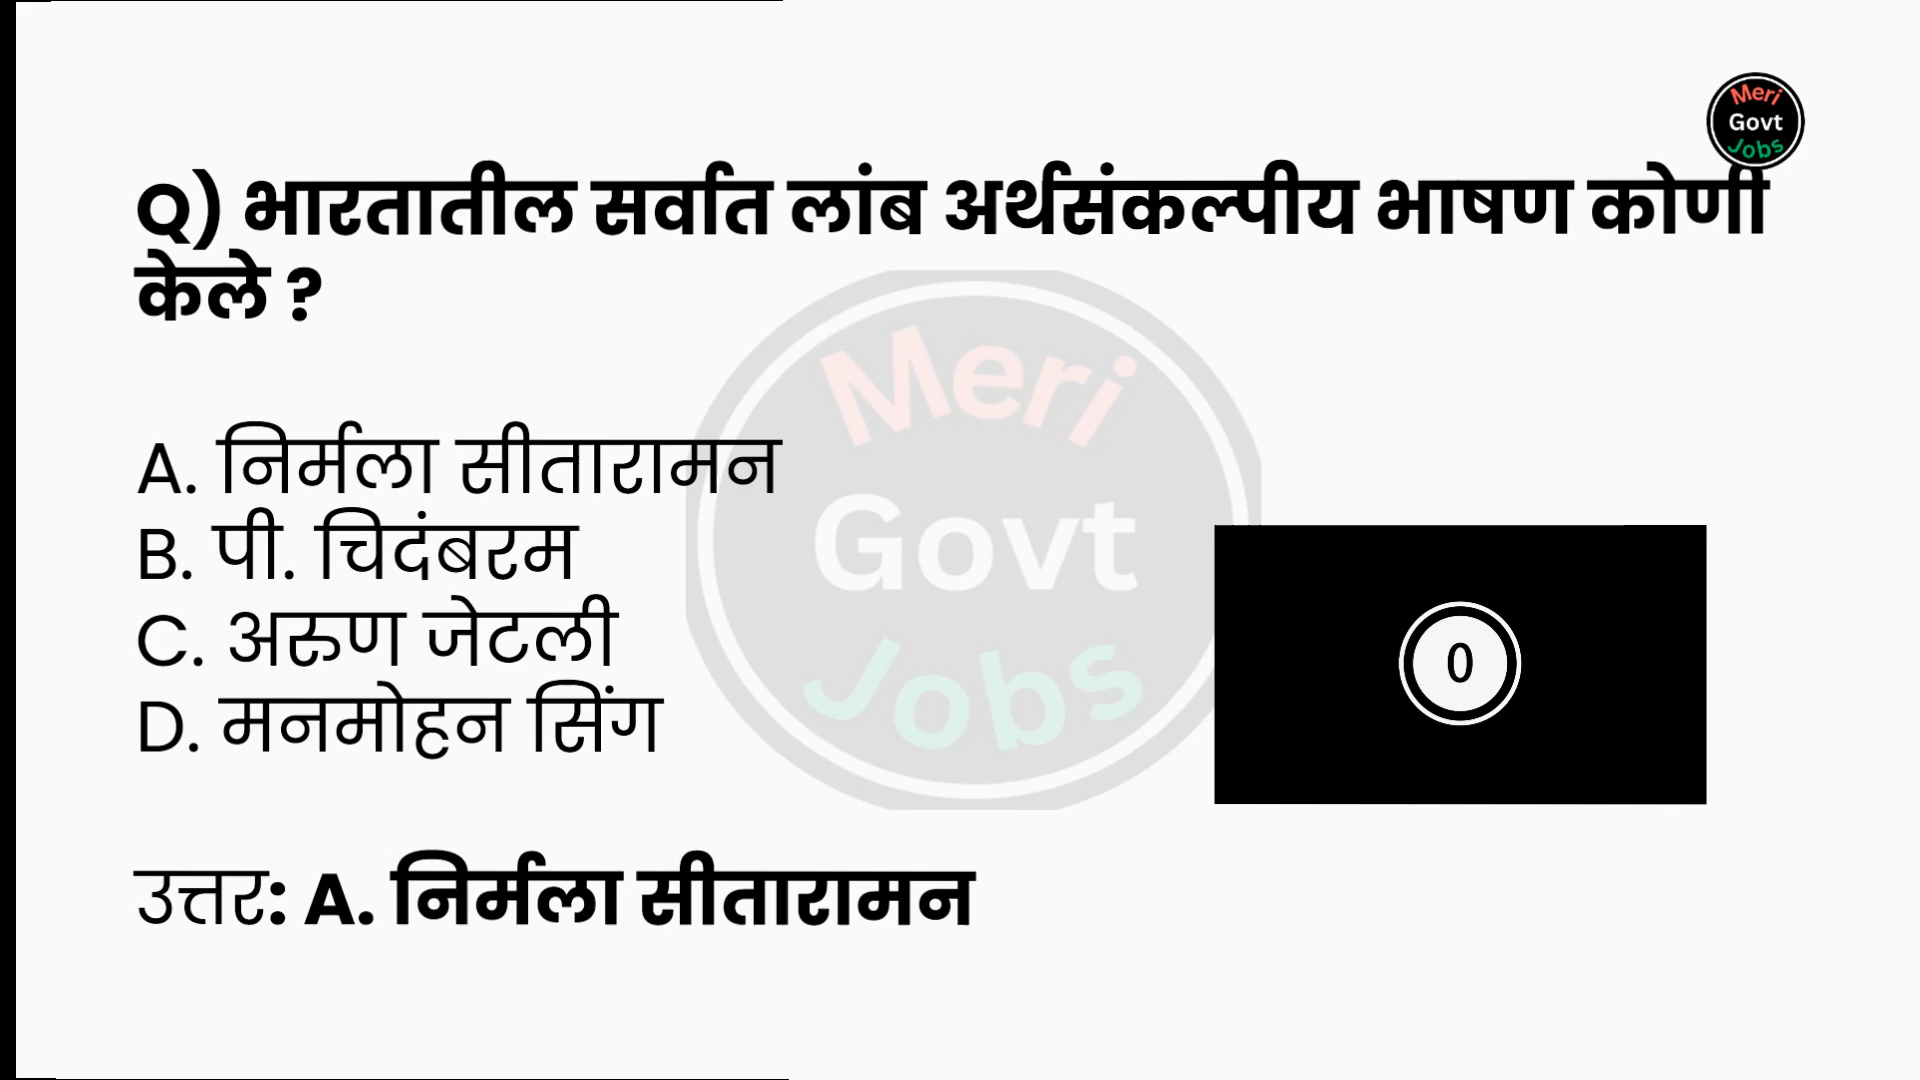 Meri
Govt
Jobs
Q) भारतातील सर्वात लांब अर्थसंकल्पीय भाषण कोणी
केले ?
Meri
Govt
Jobs
A. निर्मला सीतारामन
B. पी. चिदंबरम
C. अरुण जेटली
D. मनमोहन सिंग
0
उत्तर: A. निर्मला सीतारामन